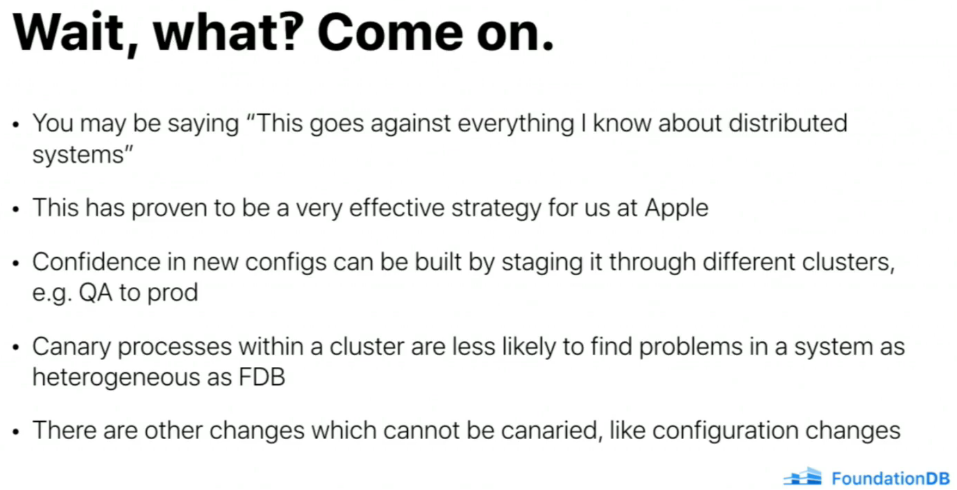 Wait, what? Come on.
• You may be saying “This goes against everything I know about distributed
systems”
• This has proven to be a very effective strategy for us at Apple
• Confidence in new configs can be built by staging it through different clusters,
e.g. QA to prod
• Canary processes within a cluster are less likely to find problems in a system as
heterogeneous as FDB
• There are other changes which cannot be canaried, like configuration changes
FoundationDB